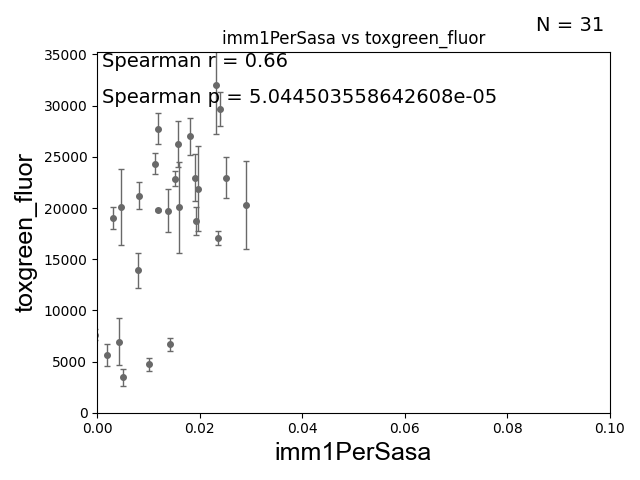 N = 31
imm1PerSasa vs toxgreen_fluor
Spearman r = 0.66
Spearman p = 5.044503558642608e-05
toxgreen_fluor
35000
30000
25000
20000
15000
10000
5000
0
0.00 0.02 0.04 0.06 0.08 0.10
imm1PerSasa